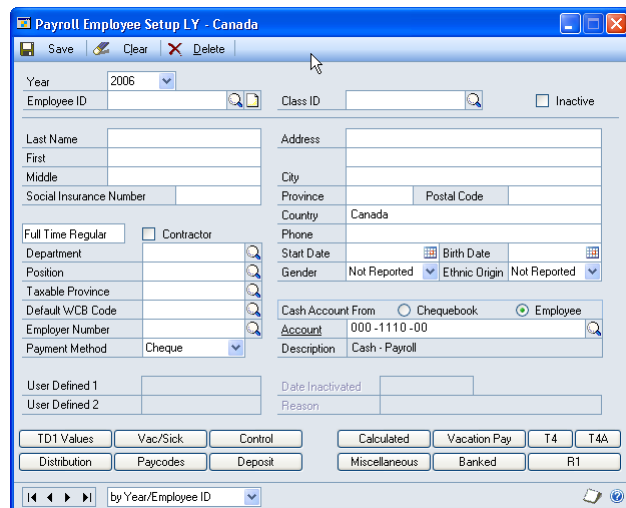 Payroll Employee Setup LY - Canada
Save Clear Delete
Year 2006
Employee ID Class ID Inactive
Last Name Address
First
Middle City
Social Insurance Number Province Postal Code
Country Canada
Full Time Regular Contractor Phone
Department Start Date Birth Date
Position Gender Not Reported Ethnic Origin Not Reported
Taxable Province
Default WCB Code Cash Account From Chequebook Employee
Employer Number Account 000 -1110 -00
Payment Method Cheque Description Cash - Payroll
User Defined 1 Date Inactivated
User Defined 2 Reason
TD1 Values Vac/Sick Control Calculated Vacation Pay T4 T4A
Distribution Paycodes Deposit Miscellaneous Banked R1
by Year/Employee ID